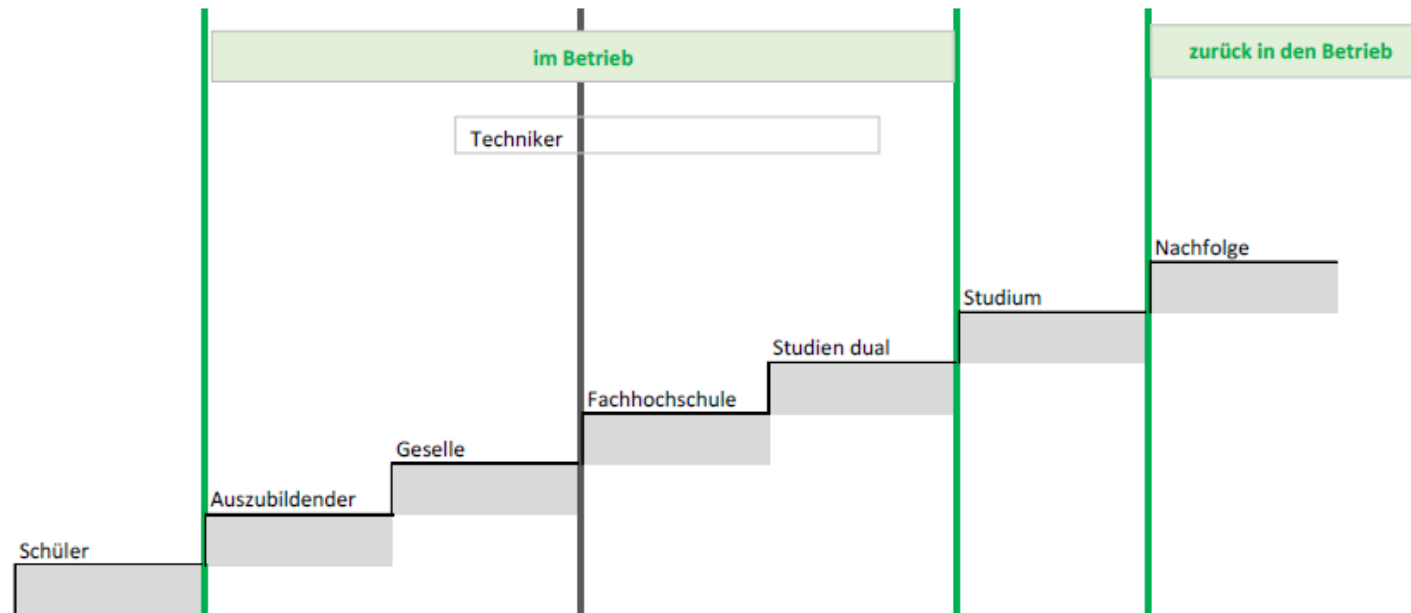 im Betrieb
zurück in den Betrieb
Techniker
Nachfolge
Studium
Studien dual
Fachhochschule
Geselle
Auszubildender
Schüler